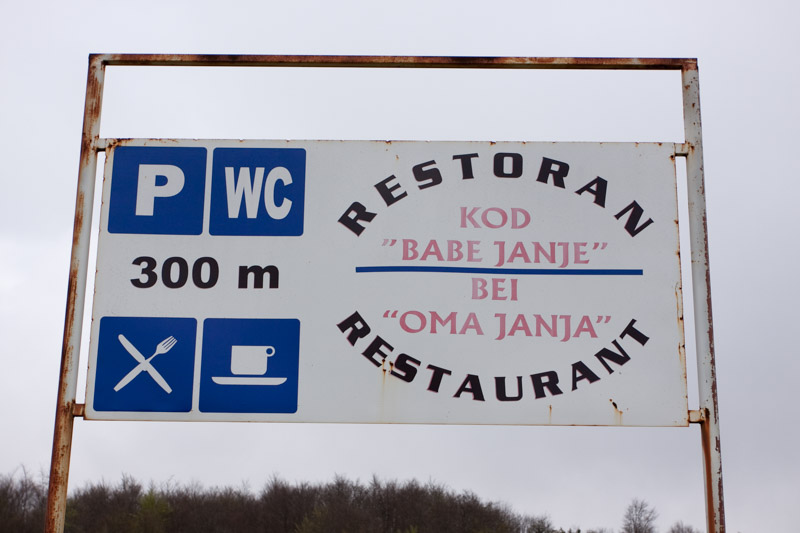 P WC
300 m
RESTORAN
KOD
”BABE JANJE”
BEI
“OMA JANJA”
RESTAURANT